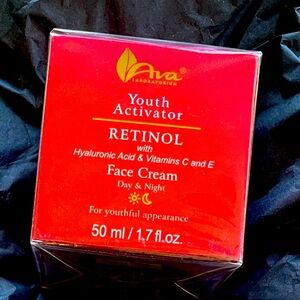 Ava
LABORATORIUM
Youth
Activator
RETINOL
with
Hyaluronic Acid & Vitamins C and E
Face Cream
Day & Night
For youthful appearance
50 ml / 1.7 fl.oz.